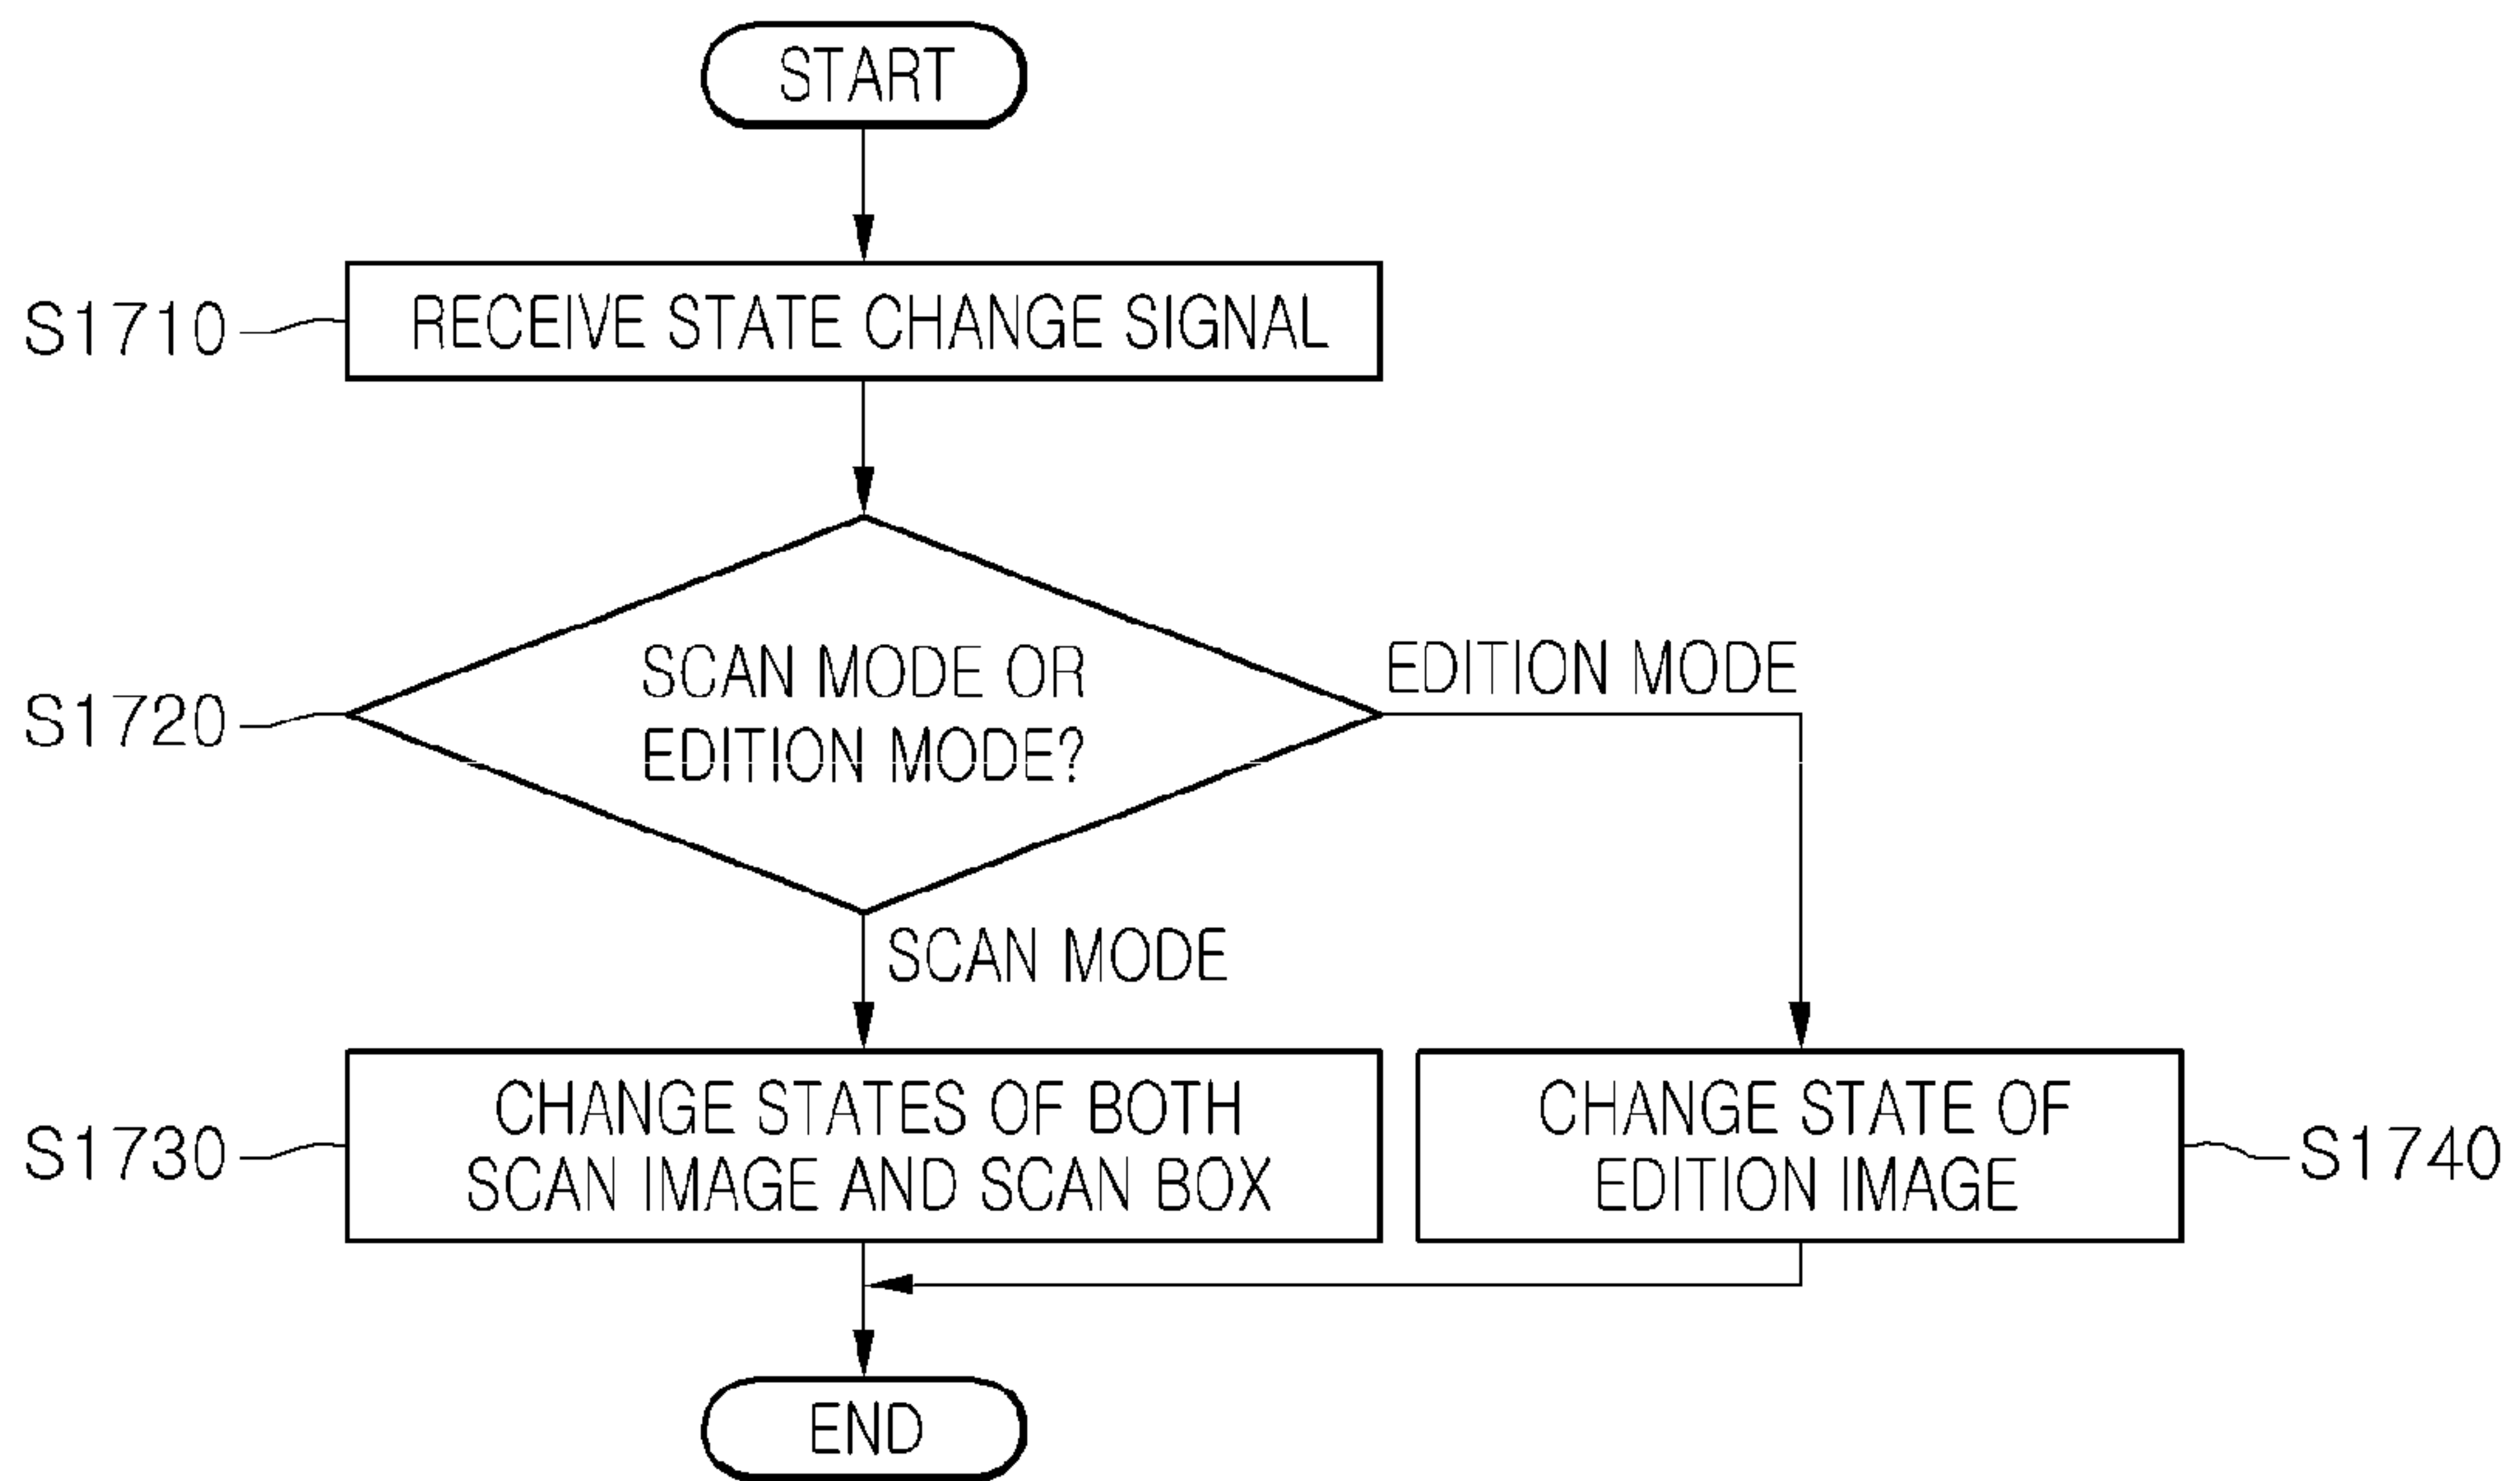 START
S1710
RECEIVE STATE CHANGE SIGNAL
S1720
SCAN MODE OR
EDITION MODE?
EDITION MODE
SCAN MODE
S1730
CHANGE STATES OF BOTH
SCAN IMAGE AND SCAN BOX
CHANGE STATE OF
EDITION IMAGE
S1740
END